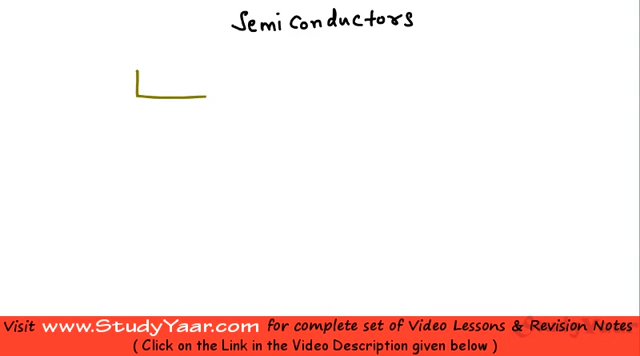 Semi Conductors
Visit www.StudyYaar.com for complete set of Video Lessons & Revision Notes
( Click on the Link in the Video Description given below )